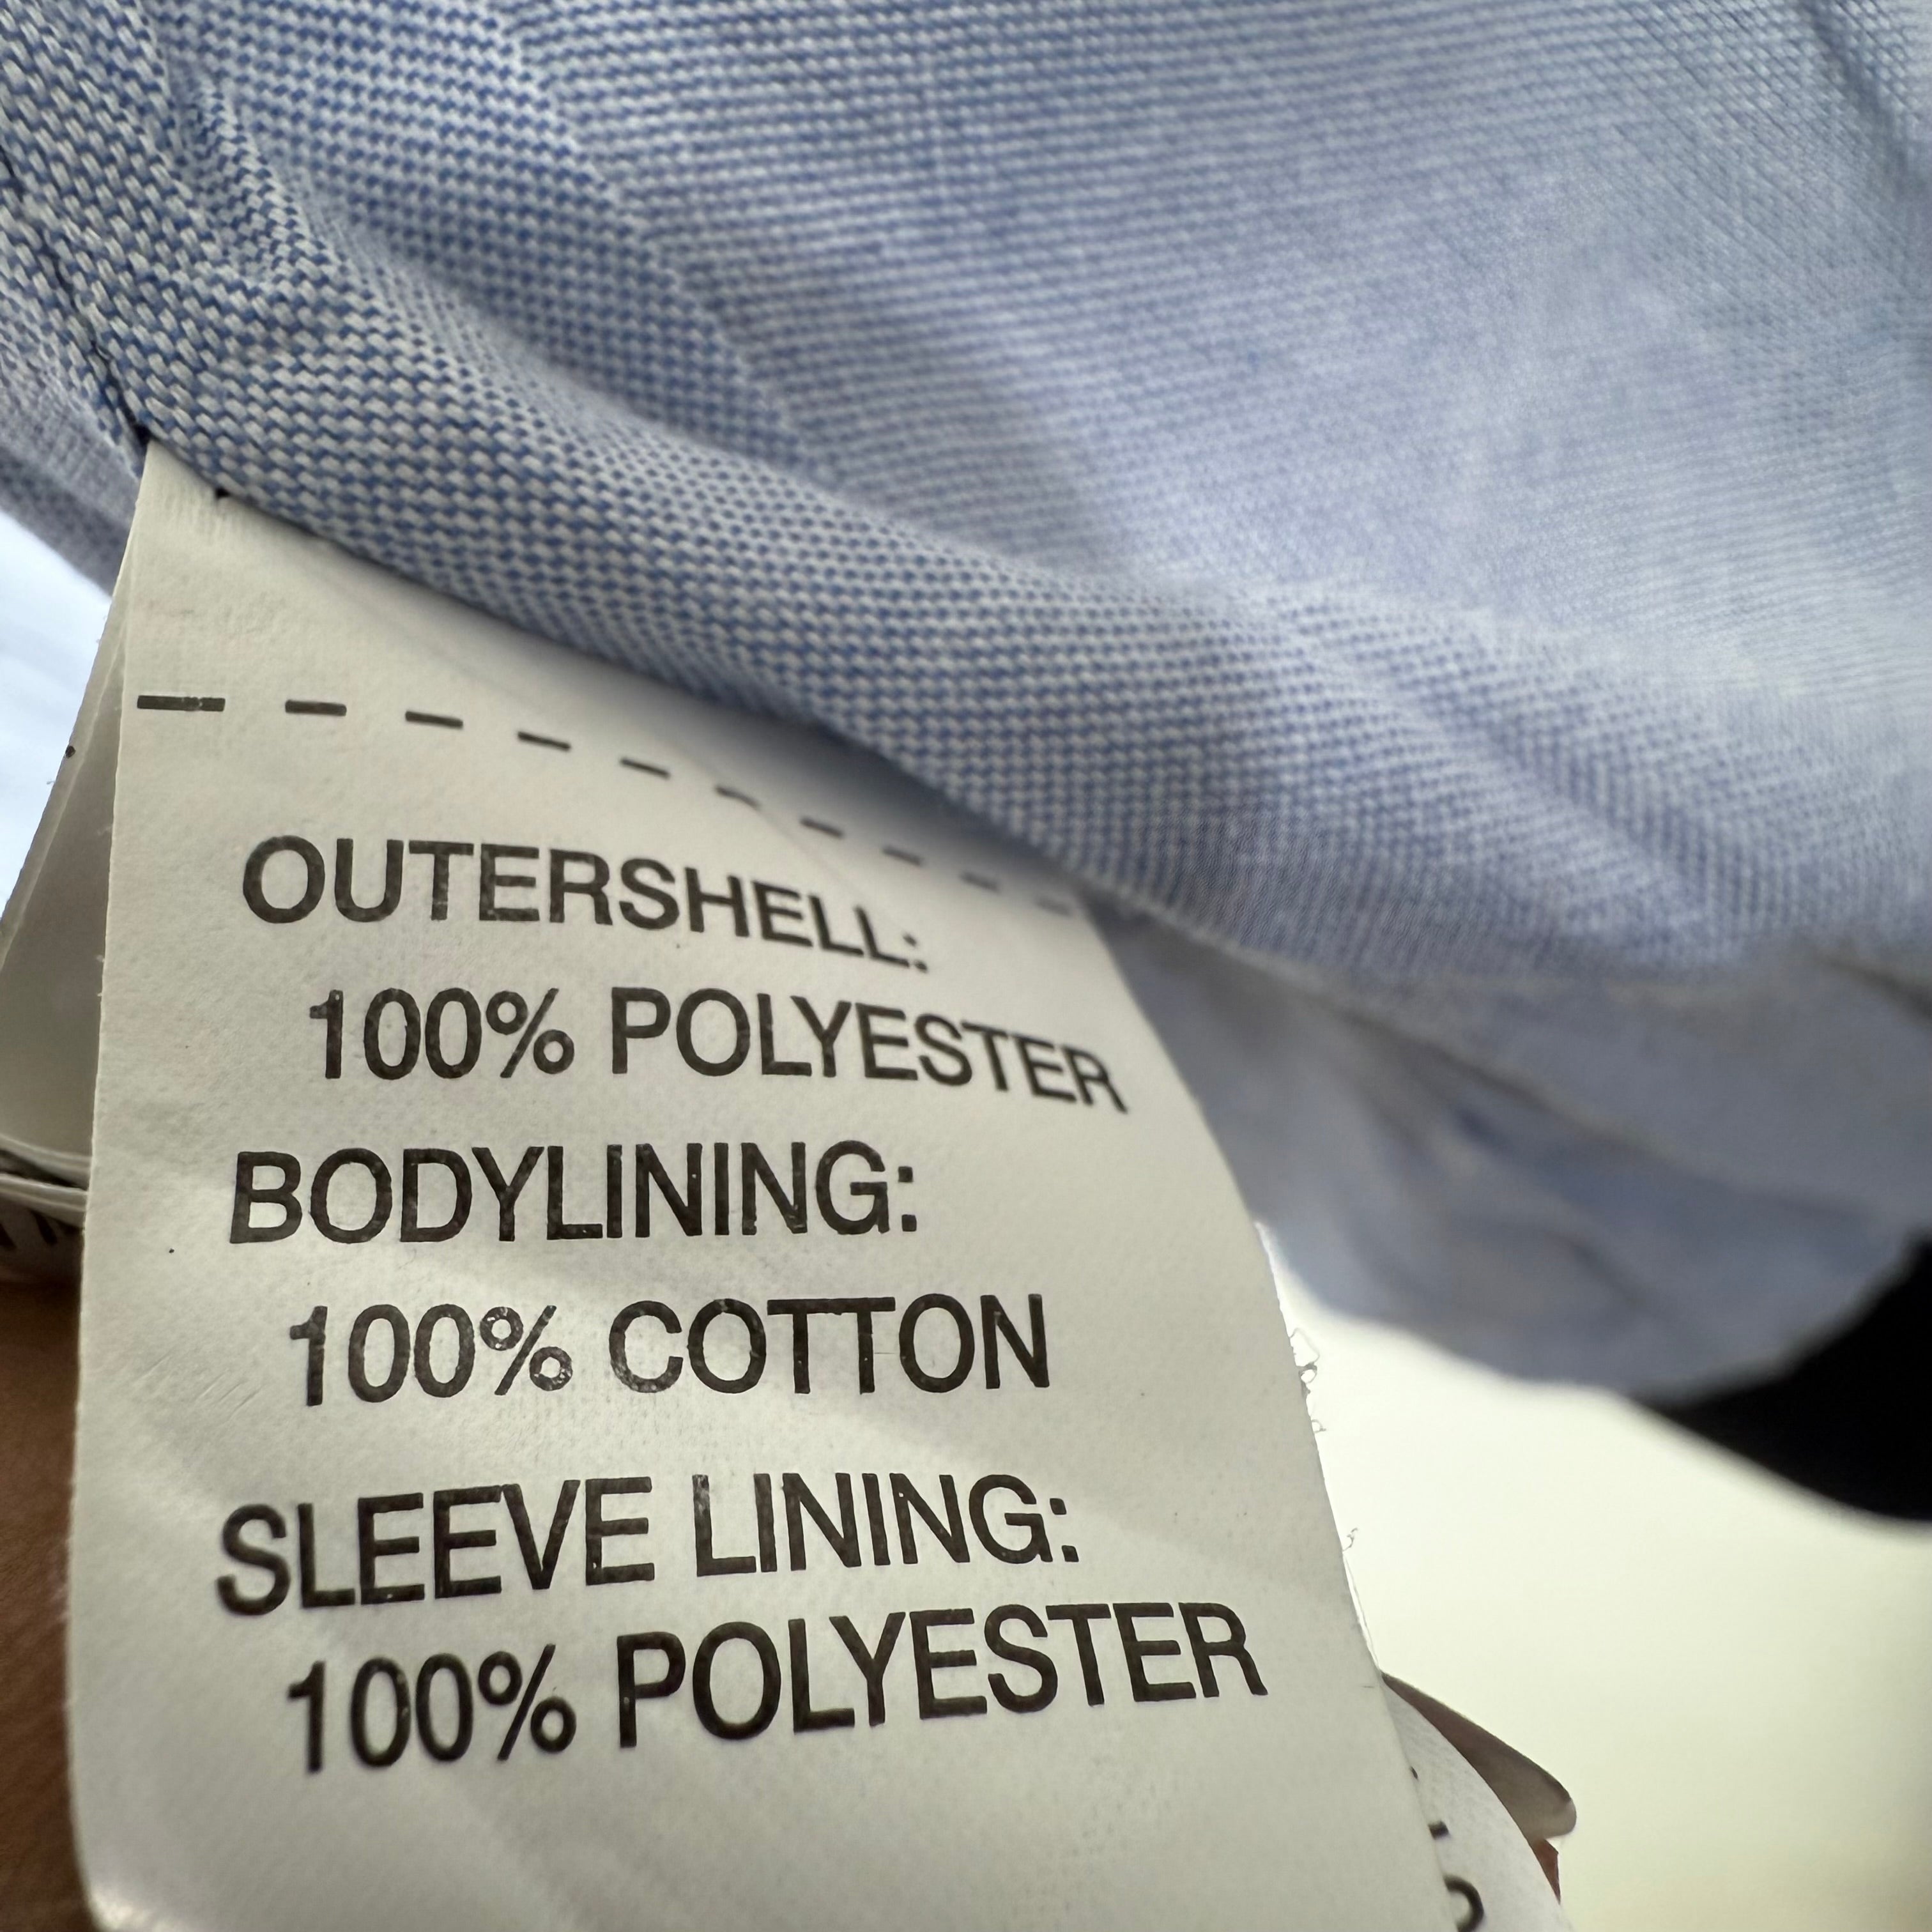 OUTERSHELL:
100% POLYESTER
BODYLINING:
100% COTTON
SLEEVE LINING:
100% POLYESTER